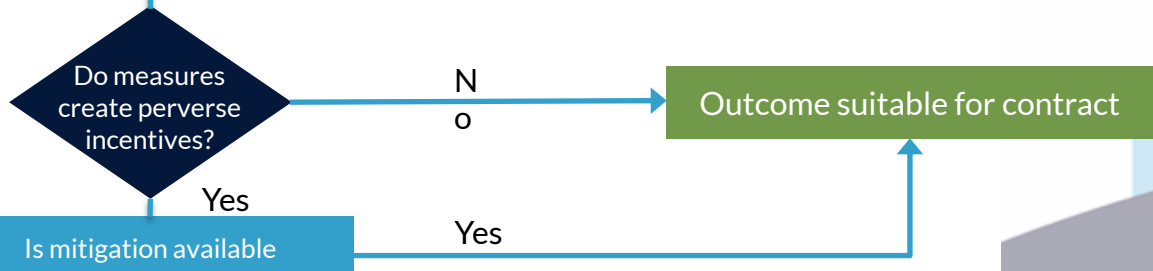 Do measures
create perverse
incentives?
N
o
Outcome suitable for contract
Yes
Is mitigation available
Yes